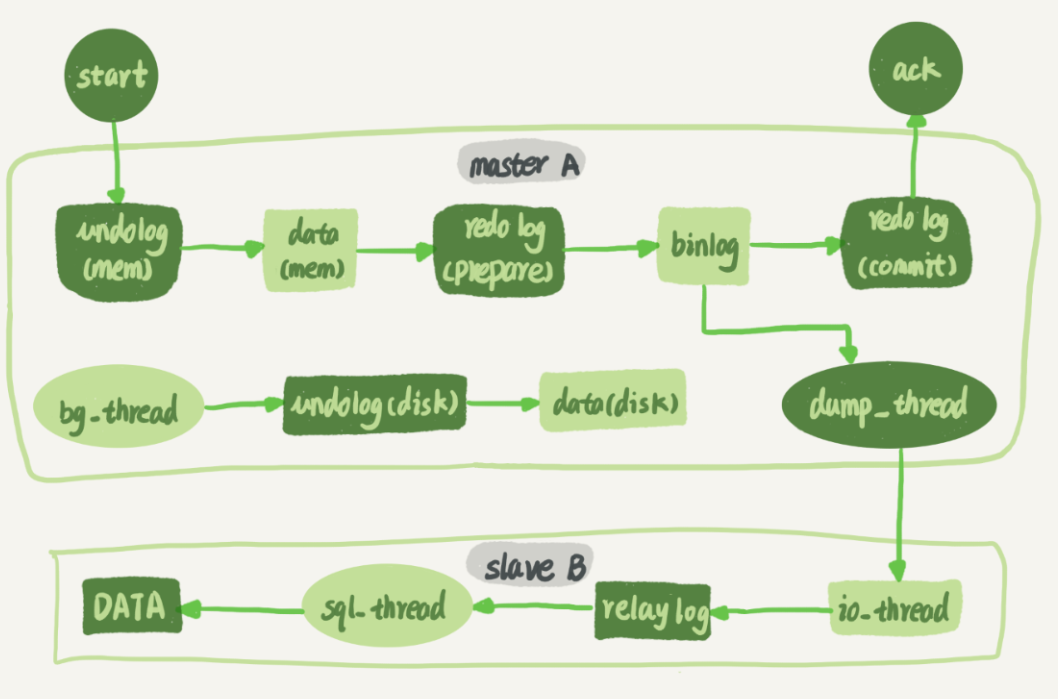 start
ack
master A
undolog
(mem)
data
(mem)
redo log
(prepare)
binlog
redo log
(commit)
bg_thread
undolog(disk)
data(disk)
dump_thread
slave B
DATA
sql_thread
relay log
io_thread